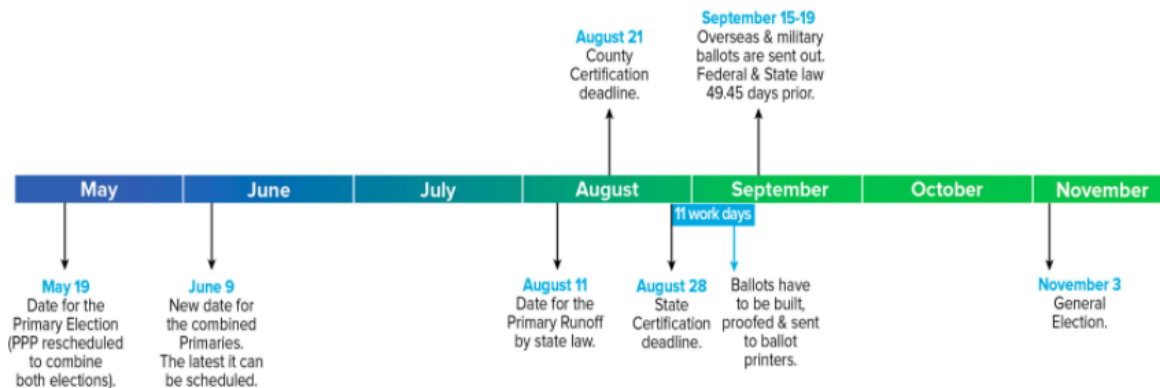 August 21
County
Certification
deadline.
September 15-19
Overseas & military
ballots are sent out.
Federal & State law
49.45 days prior.
May
June
July
August
September
October
November
11 work days
May 19
Date for the
Primary Election
(PPP rescheduled
to combine
both elections).
June 9
New date for
the combined
Primaries.
The latest it can
be scheduled.
August 11
Date for the
Primary Runoff
by state law.
August 28
State
Certification
deadline.
Ballots have
to be built,
proofed & sent
to ballot
printers.
November 3
General
Election.